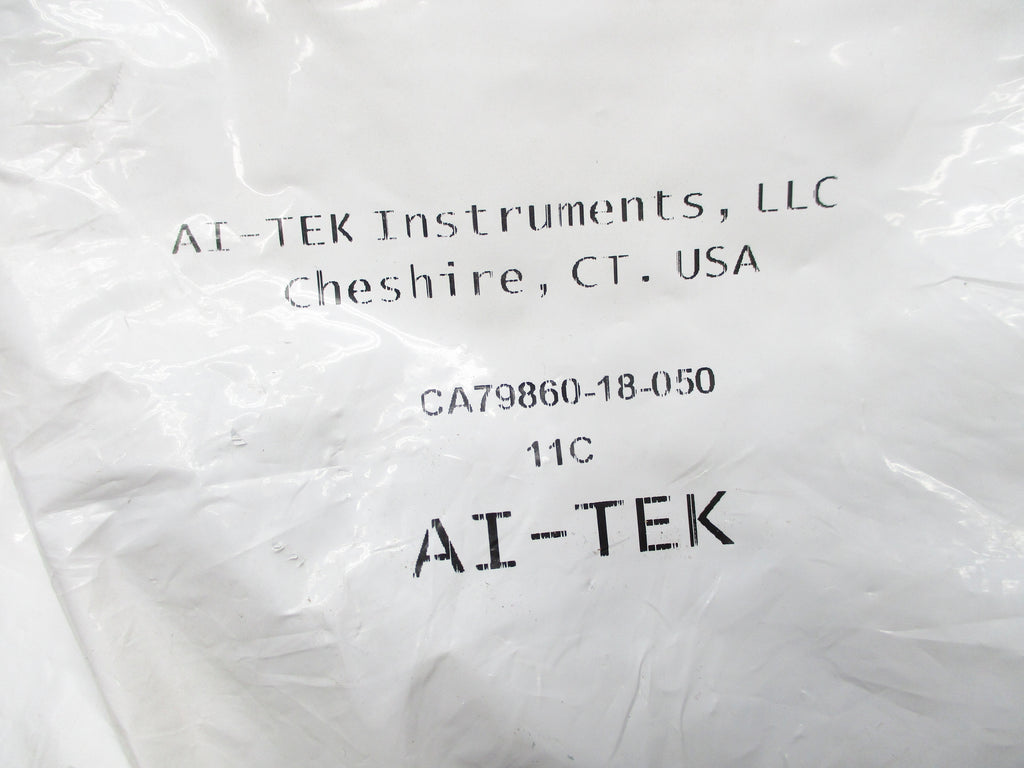 AI-TEK Instruments, LLC
Cheshire, CT. USA
CA79860-18-050
11C
AI-TEK